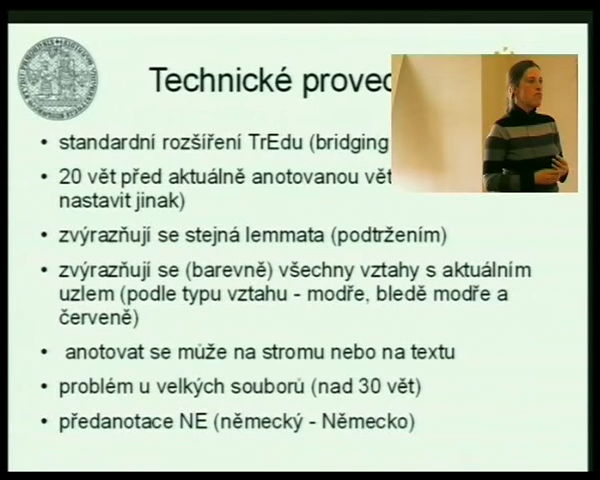 Technické proved
• standardní rozšíření TrEdu (bridging
• 20 vět před aktuálně anotovanou vět
nastavit jinak)
• zvýrazňují se stejná lemmata (podtržením)
• zvýrazňují se (barevně) všechny vztahy s aktuálním
uzlem (podle typu vztahu - modře, bledě modře a
červeně)
• anotovat se může na stromu nebo na textu
• problém u velkých souborů (nad 30 vět)
• předanotace NE (německý - Německo)